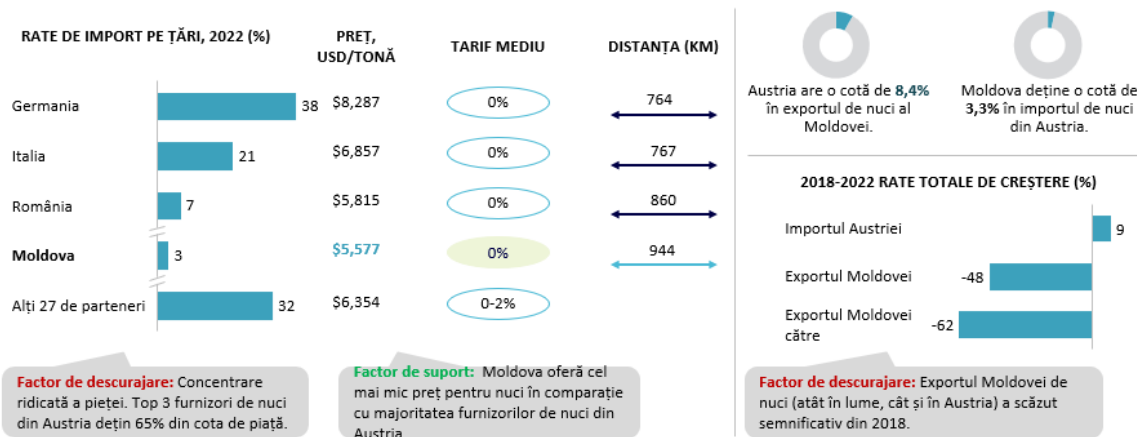 RATE DE IMPORT PE ȚĂRI, 2022 (%)
PREȚ,
USD/TONĂ
TARIF MEDIU
DISTANȚA (KM)
Germania
38
$8,287
0%
764
Italia
21
$6,857
0%
767
România
7
$5,815
0%
860
Moldova
3
$5,577
0%
944
Alți 27 de parteneri
32
$6,354
0-2%
Factor de descurajare: Concentrare
ridicată a pieței. Top 3 furnizori de nuci
din Austria dețin 65% din cota de piață.
Factor de suport: Moldova oferă cel
mai mic preț pentru nuci în comparație
cu majoritatea furnizorilor de nuci din
Austria
Austria are o cotă de 8,4%
în exportul de nuci al
Moldovei.
Moldova deține o cotă de
3,3% în importul de nuci
din Austria.
2018-2022 RATE TOTALE DE CREȘTERE (%)
Importul Austriei
9
Exportul Moldovei
-48
Exportul Moldovei
către
-62
Factor de descurajare: Exportul Moldovei de
nuci (atât în lume, cât și în Austria) a scăzut
semnificativ din 2018.